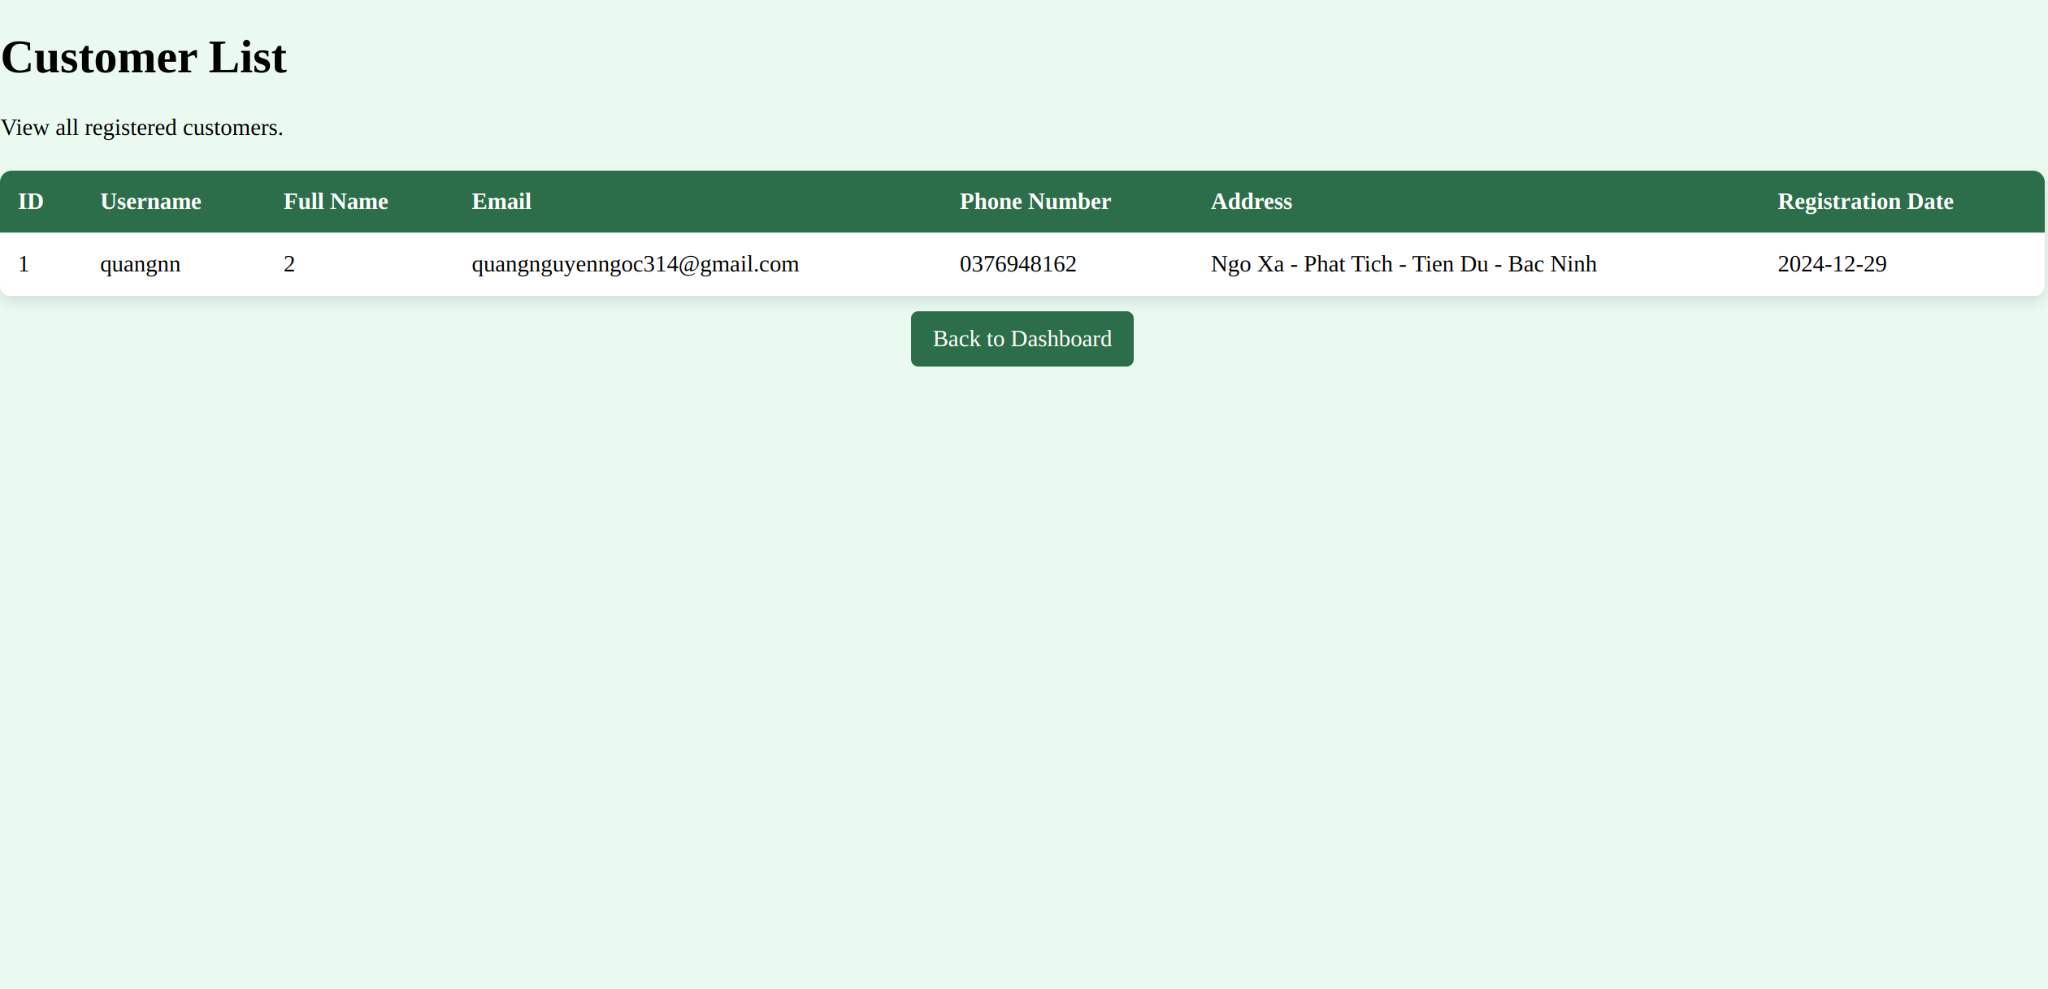 Customer List
View all registered customers.
ID Username Full Name Email Phone Number Address Registration Date
1 quangnn 2 quangnguyenngoc314@gmail.com 0376948162 Ngo Xa - Phat Tich - Tien Du - Bac Ninh 2024-12-29
Back to Dashboard